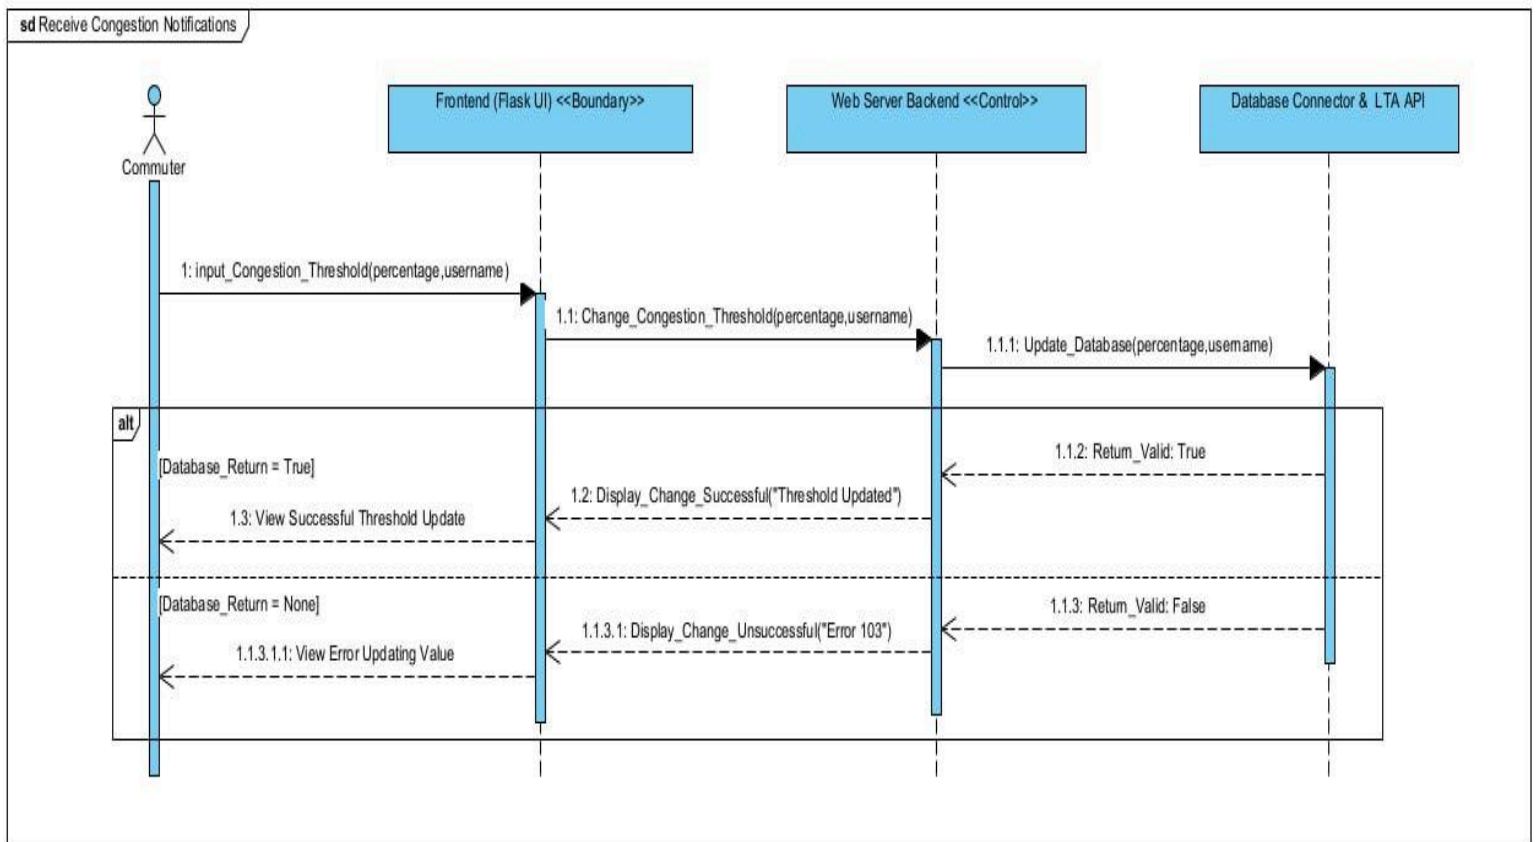 sd Receive Congestion Notifications
Frontend (Flask UI) <<Boundary>>
Web Server Backend <<Control>>
Database Connector & LTA API
Commuter
1: input_Congestion_Threshold(percentage,username)
1.1: Change_Congestion_Threshold(percentage,username)
1.1.1: Update_Database(percentage,username)
alt
[Database_Return = True]
1.1.2: Return_Valid: True
1.2: Display_Change_Successful("Threshold Updated")
1.3: View Successful Threshold Update
[Database_Return = None]
1.1.3: Return_Valid: False
1.1.3.1: Display_Change_Unsuccessful("Error 103")
1.1.3.1.1: View Error Updating Value